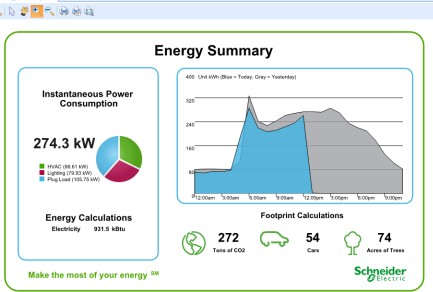 Energy Summary
Instantaneous Power
Consumption
274.3 kW
HVAC (88.61 kW)
Lighting (79.93 kW)
Plug Load (105.75 kW)
Energy Calculations
Electricity 931.5 kBtu
400 Unit kWh (Blue = Today, Gray = Yesterday)
320
240
160
80
12:00am 3:00am 6:00am 9:00am 12:00pm 3:00pm 6:00pm 9:00pm
Footprint Calculations
272
Tons of CO2
54
Cars
74
Acres of Trees
Make the most of your energy SM
Schneider
Electric